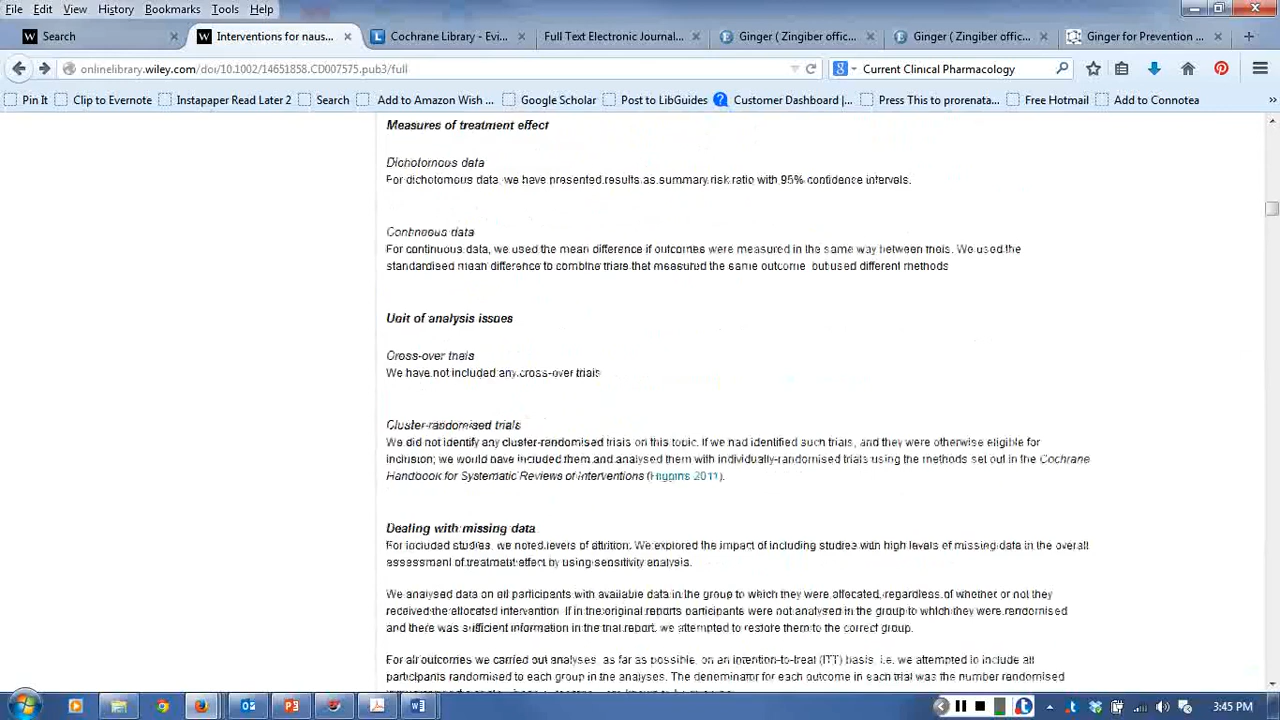 File Edit View History Bookmarks Tools Help
Search
Interventions for naus...
Cochrane Library - Evi...
Full Text Electronic Journal...
Ginger ( Zingiber offic...
Ginger ( Zingiber offic...
Ginger for Prevention ...
onlinelibrary.wiley.com/doi/10.1002/14651858.CD007575.pub3/full
Current Clinical Pharmacology
Pin It Clip to Evernote Instapaper Read Later 2 Search Add to Amazon Wish ... Google Scholar Post to LibGuides Customer Dashboard |... Press This to prorenata... Free Hotmail Add to Connotea »
Measures of treatment effect
Dichotomous data
For dichotomous data, we have presented results as summary risk ratio with 95% confidence intervals.
Continuous data
For continuous data, we used the mean difference if outcomes were measured in the same way between trials. We used the
standardised mean difference to combine trials that measured the same outcome, but used different methods
Unit of analysis issues
Cross-over trials
We have not included any cross-over trials
Cluster-randomised trials
We did not identify any cluster-randomised trials on this topic. If we had identified such trials, and they were otherwise eligible for
inclusion, we would have included them and analysed them with individually-randomised trials using the methods set out in the Cochrane
Handbook for Systematic Reviews of Interventions (Higgins 2011).
Dealing with missing data
For included studies, we noted levels of attrition. We explored the impact of including studies with high levels of missing data in the overall
assessment of treatment effect by using sensitivity analysis.
We analysed data on all participants with available data in the group to which they were allocated, regardless of whether or not they
received the allocated intervention. If in the original reports participants were not analysed in the group to which they were randomised
and there was sufficient information in the trial report, we attempted to restore them to the correct group.
For all outcomes we carried out analyses, as far as possible, on an intention-to-treat (ITT) basis, i.e. we attempted to include all
participants randomised to each group in the analyses. The denominator for each outcome in each trial was the number randomised
3:45 PM